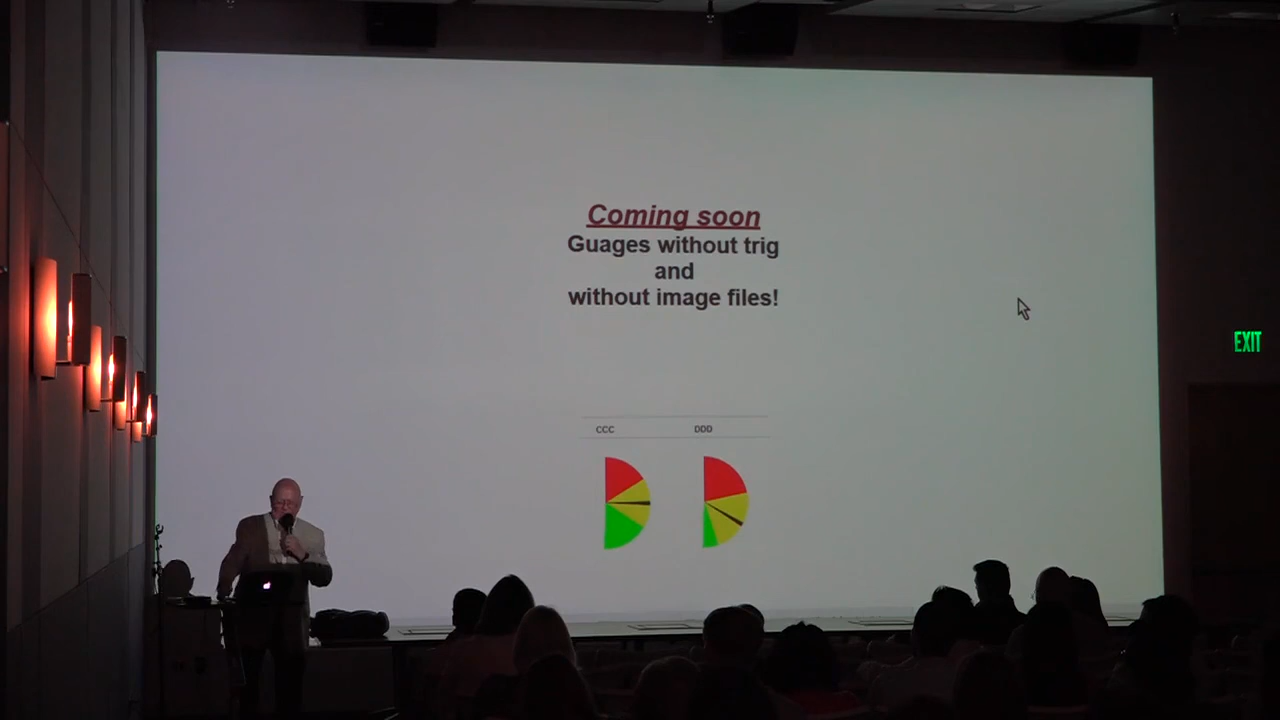 Coming soon
Guages without trig
and
without image files!
CCC DDD
EXIT